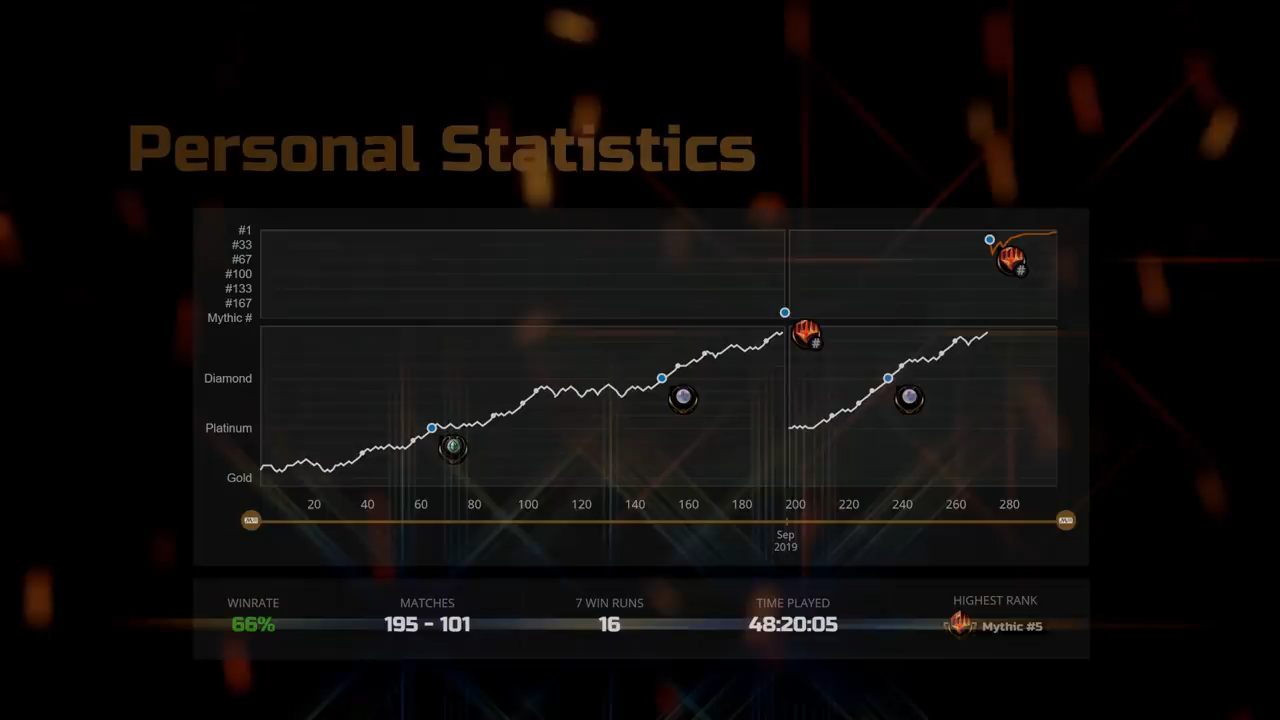 Personal Statistics
#1
#33
#67
#100
#133
#167
Mythic #
#
#
Diamond
Platinum
Gold
20 40 60 80 100 120 140 160 180 200 220 240 260 280
Sep
2019
WINRATE MATCHES 7 WIN RUNS TIME PLAYED HIGHEST RANK
66% 195 - 101 16 48:20:05 Mythic #5